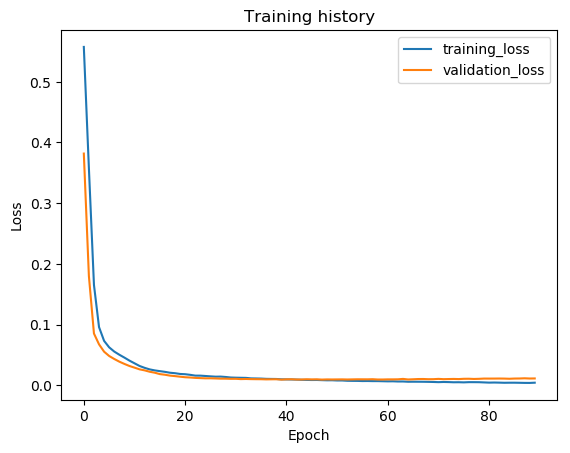 Training history
training_loss
validation_loss
0.5
0.4
0.3
0.2
0.1
0.0
Loss
0 20 40 60 80
Epoch